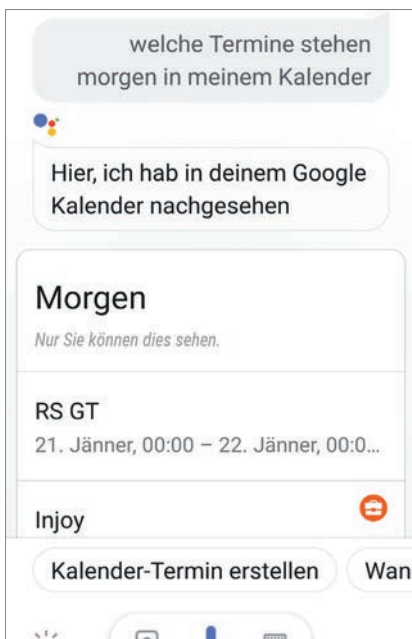 welche Termine stehen
morgen in meinem Kalender
Hier, ich hab in deinem Google
Kalender nachgesehen
Morgen
Nur Sie können dies sehen.
RS GT
21. Jänner, 00:00 – 22. Jänner, 00:0...
Injoy
Kalender-Termin erstellen
Wan